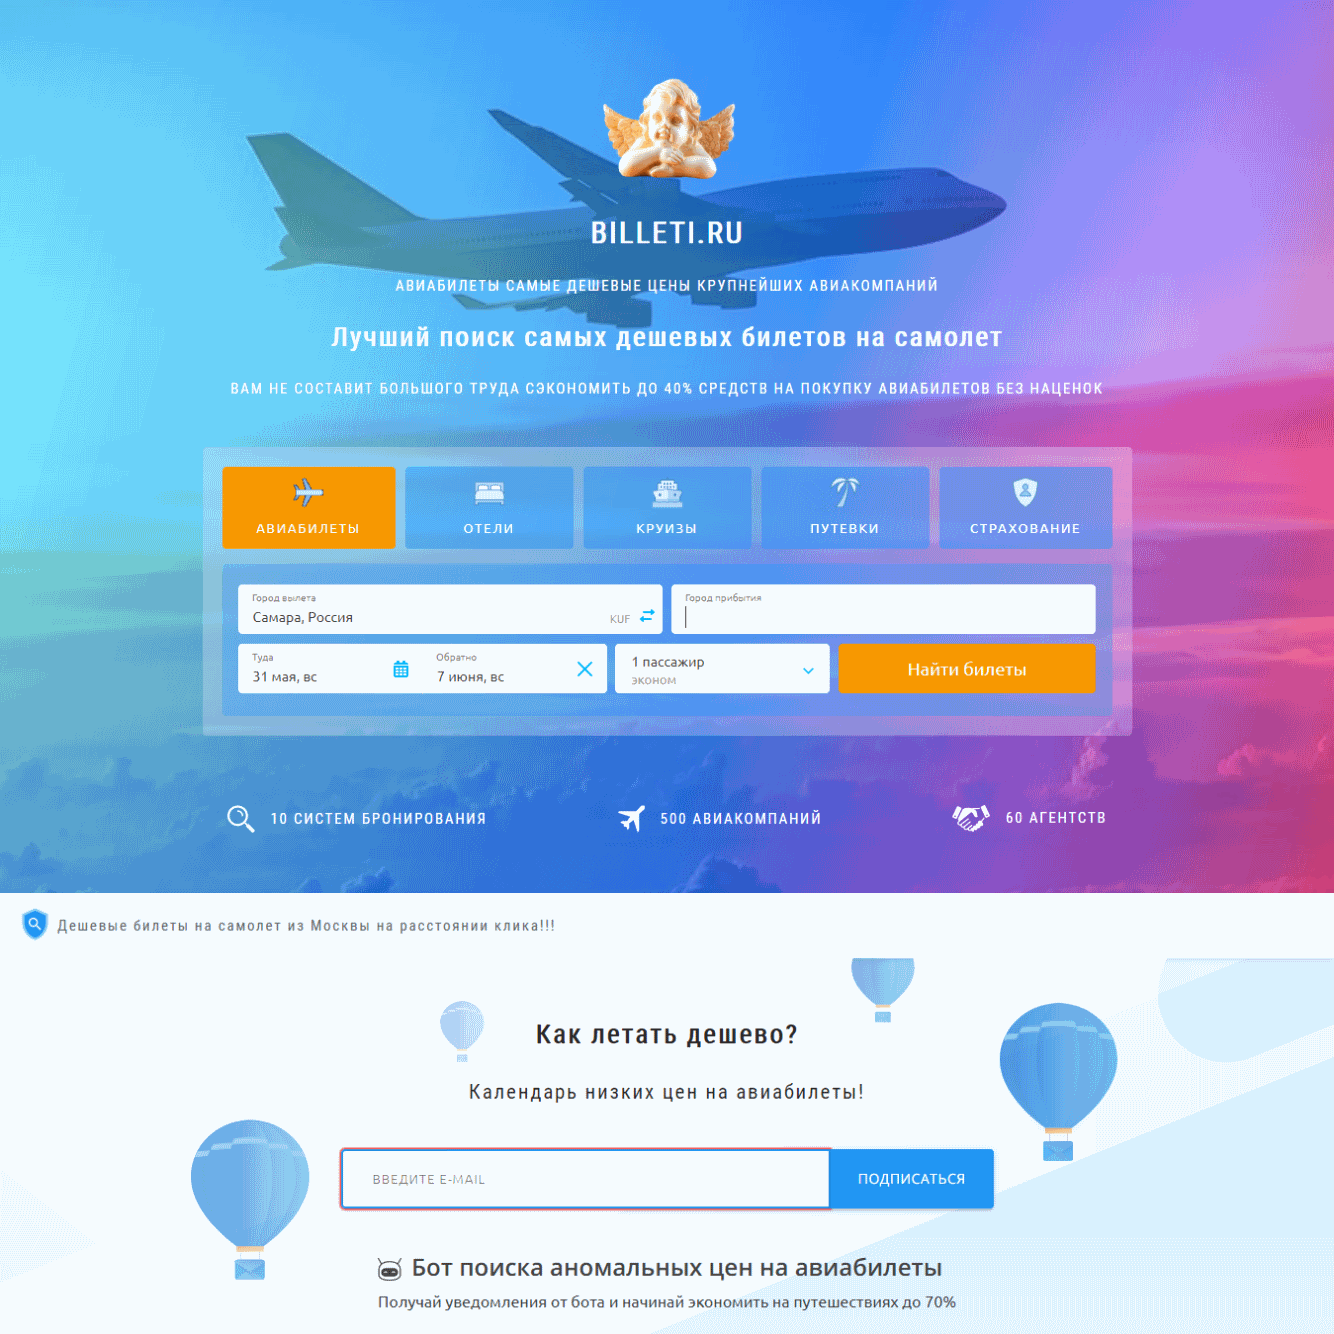 BILLETI.RU
АВИАБИЛЕТЫ САМЫЕ ДЕШЕВЫЕ ЦЕНЫ КРУПНЕЙШИХ АВИАКОМПАНИЙ
Лучший поиск самых дешевых билетов на самолет
ВАМ НЕ СОСТАВИТ БОЛЬШОГО ТРУДА СЭКОНОМИТЬ ДО 40% СРЕДСТВ НА ПОКУПКУ АВИАБИЛЕТОВ БЕЗ НАЦЕНОК
АВИАБИЛЕТЫ ОТЕЛИ КРУИЗЫ ПУТЕВКИ СТРАХОВАНИЕ
Город вылета Город прибытия
Самара, Россия KUF
Туда Обратно 1 пассажир
31 мая, вс 7 июня, вс эконом Найти билеты
10 СИСТЕМ БРОНИРОВАНИЯ 500 АВИАКОМПАНИЙ 60 АГЕНТСТВ
Дешевые билеты на самолет из Москвы на расстоянии клика!!!
Как летать дешево?
Календарь низких цен на авиабилеты!
ВВЕДИТЕ E-MAIL ПОДПИСАТЬСЯ
Бот поиска аномальных цен на авиабилеты
Получай уведомления от бота и начинай экономить на путешествиях до 70%